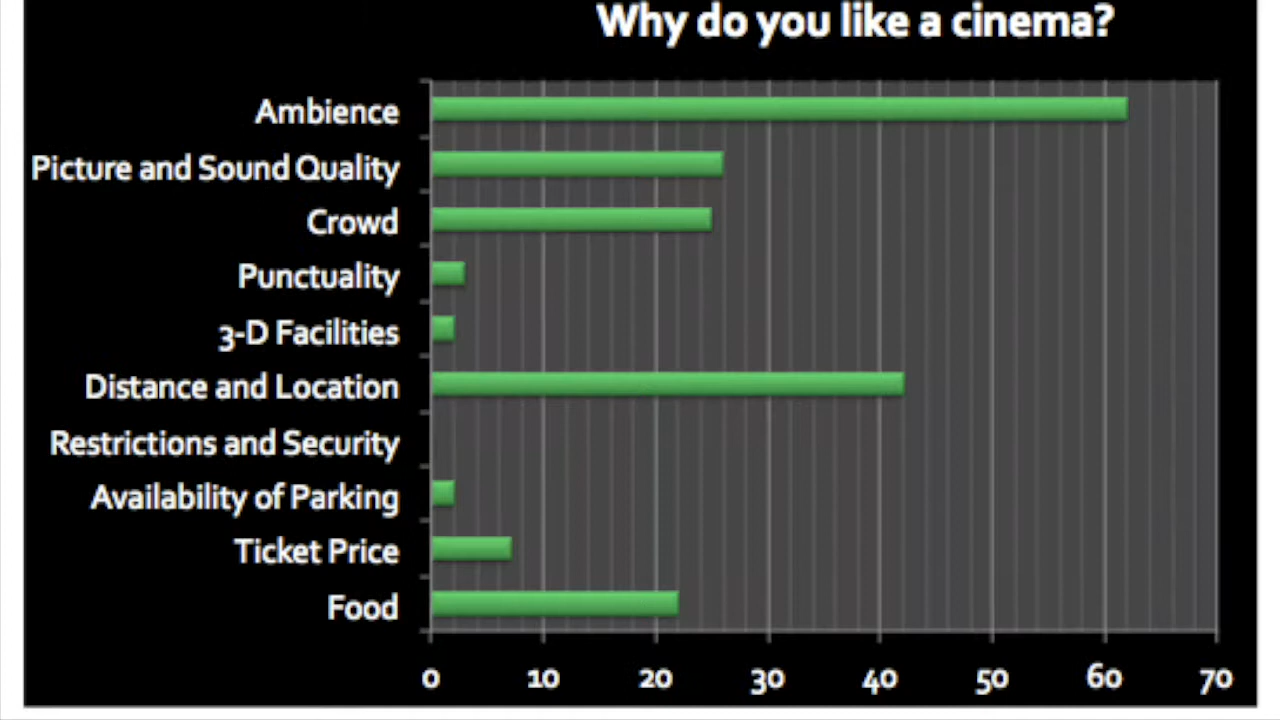 Why do you like a cinema?
Ambience
Picture and Sound Quality
Crowd
Punctuality
3-D Facilities
Distance and Location
Restrictions and Security
Availability of Parking
Ticket Price
Food
0 10 20 30 40 50 60 70